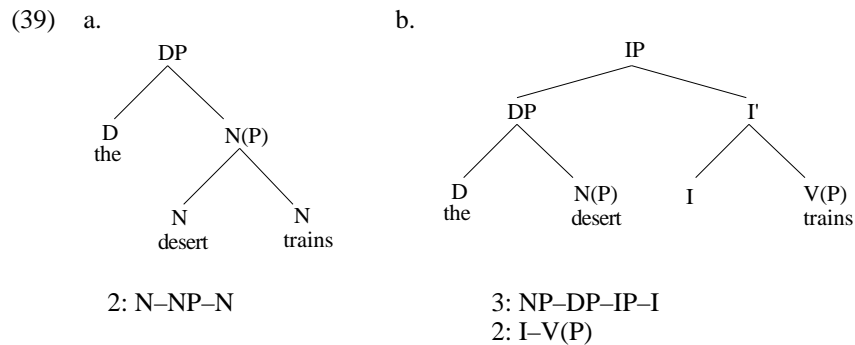 (39) a. b.
DP IP
DP I'
D N(P)
the
D N(P) I V(P)
the desert trains
N N
desert trains
2: N–NP–N 3: NP–DP–IP–I
2: I–V(P)